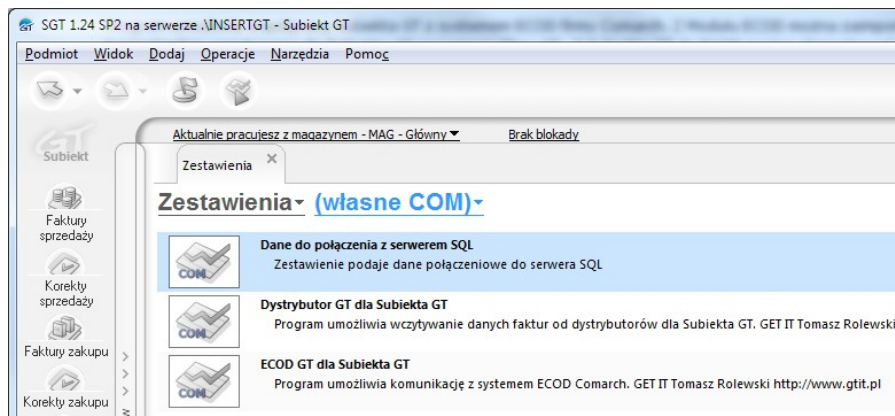 SGT 1.24 SP2 na serwerze .\INSERTGT - Subiekt GT
Podmiot Widok Dodaj Operacje Narzędzia Pomoc
Aktualnie pracujesz z magazynem - MAG - Główny Brak blokady
GT
Subiekt
Zestawienia
Zestawienia (własne COM)
Faktury
sprzedaży
Dane do połączenia z serwerem SQL
Zestawienie podaje dane połączeniowe do serwera SQL
COM
Korekty
sprzedaży
Dystrybutor GT dla Subiekta GT
Program umożliwia wczytywanie danych faktur od dystrybutorów dla Subiekta GT. GET IT Tomasz Rolewski
COM
Faktury zakupu
ECOD GT dla Subiekta GT
Program umożliwia komunikację z systemem ECOD Comarch. GET IT Tomasz Rolewski http://www.gtit.pl
COM
Korekty zakupu